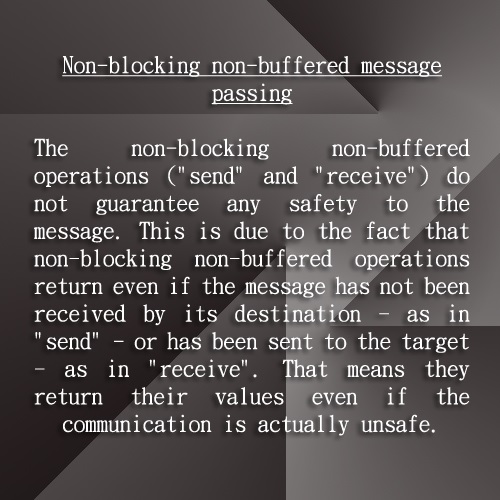 Non-blocking non-buffered message
passing
The non-blocking non-buffered
operations ("send" and "receive") do
not guarantee any safety to the
message. This is due to the fact that
non-blocking non-buffered operations
return even if the message has not been
received by its destination - as in
"send" - or has been sent to the target
- as in "receive". That means they
return their values even if the
communication is actually unsafe.